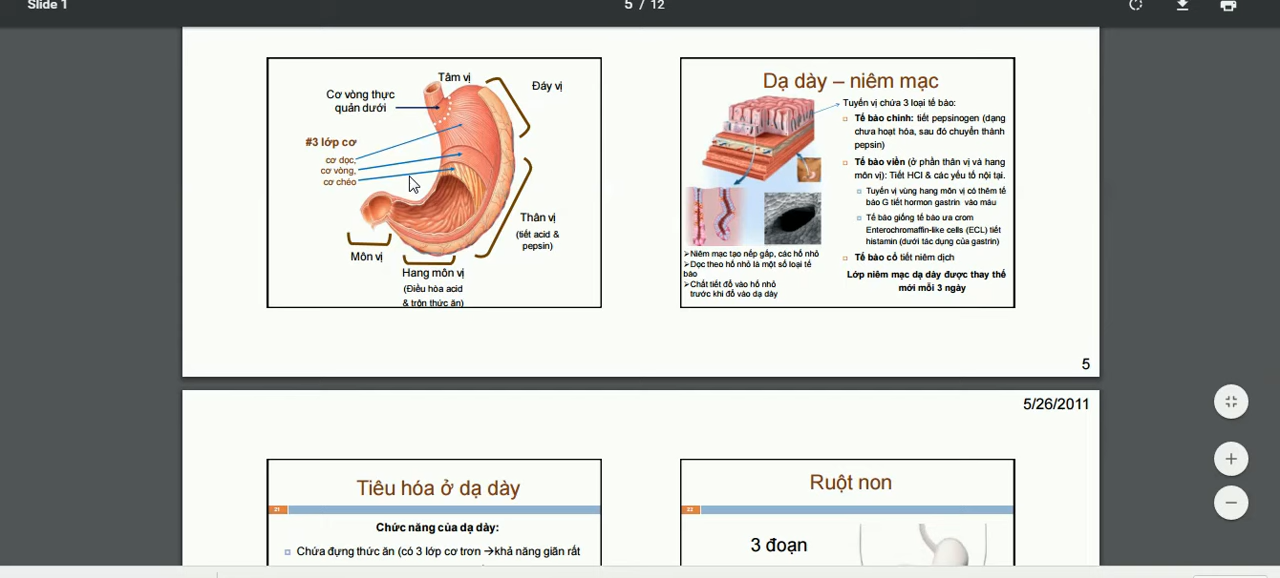 Slide 1
5 / 12
Tâm vị
Đáy vị
Cơ vòng thực
quản dưới
#3 lớp cơ
cơ dọc,
cơ vòng,
cơ chéo
Thân vị
(tiết acid &
pepsin)
Môn vị
Hang môn vị
(Điều hòa acid
& trộn thức ăn)
Dạ dày – niêm mạc
Tuyến vị chứa 3 loại tế bào:
Tế bào chính: tiết pepsinogen (dạng
chưa hoạt hóa, sau đó chuyển thành
pepsin)
Tế bào viền (ở phần thân vị và hang
môn vị): Tiết HCl & các yếu tố nội tại.
Tuyến vị vùng hang môn vị có thêm tế
bào G tiết hormon gastrin vào máu
Tế bào giống tế bào ưa crom
Enterochromaffin-like cells (ECL) tiết
histamin (dưới tác dụng của gastrin)
Tế bào cổ tiết niêm dịch
Lớp niêm mạc dạ dày được thay thế
mới mỗi 3 ngày
➢Niêm mạc tạo nếp gấp, các hố nhỏ
➢Dọc theo hố nhỏ là một số loại tế
bào
➢Chất tiết đổ vào hố nhỏ
trước khi đổ vào dạ dày
5
5/26/2011
Tiêu hóa ở dạ dày
21
Chức năng của dạ dày:
Chứa đựng thức ăn (có 3 lớp cơ trơn →khả năng giãn rất
Ruột non
22
3 đoạn